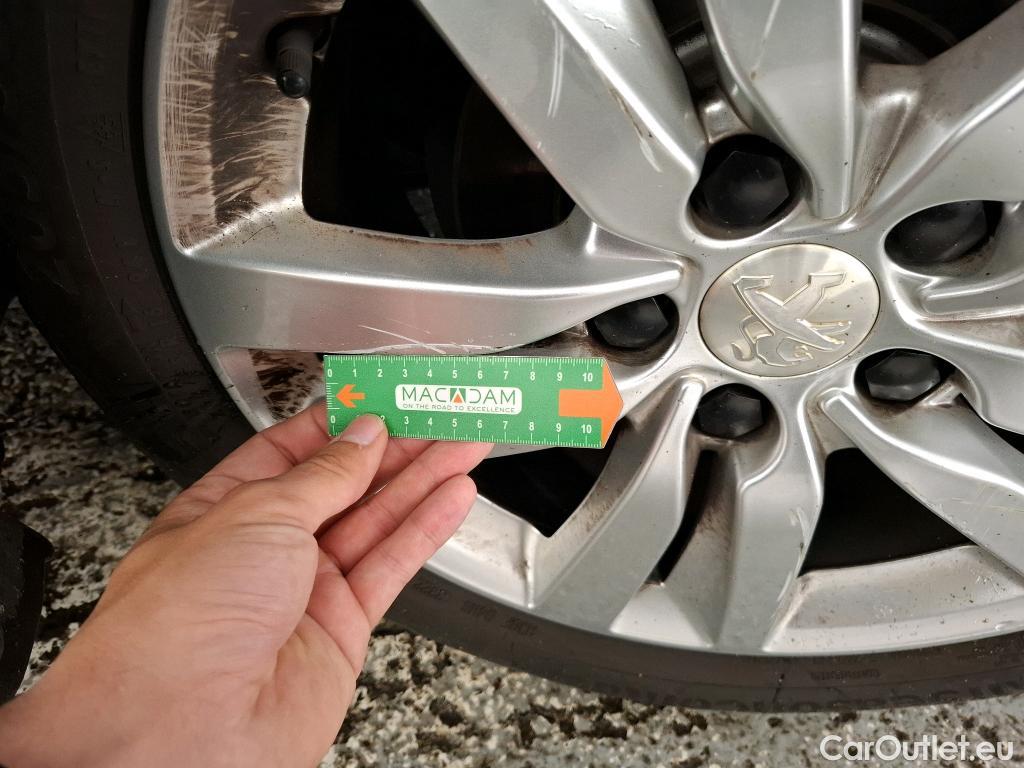 0 1 2 3 4 5 6 7 8 9 10
MACADAM
ON THE ROAD TO EXCELLENCE
0 2 3 4 5 6 7 8 9 10
CarOutlet.eu